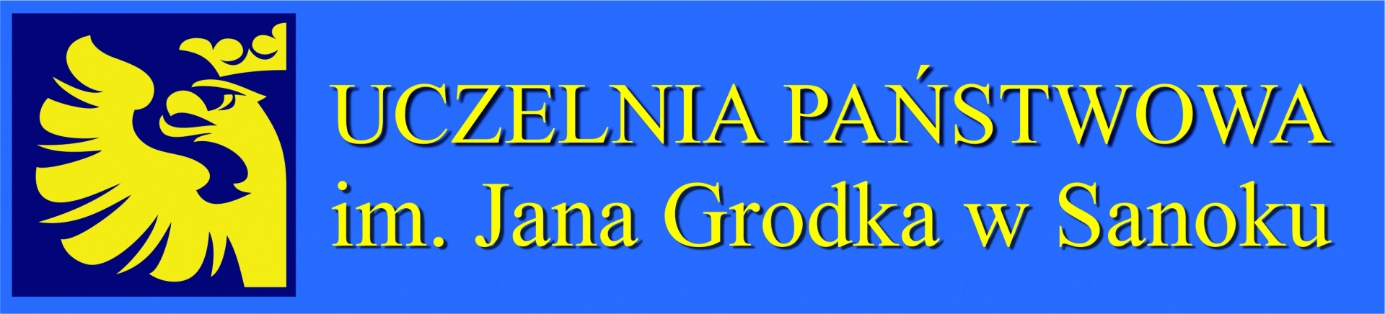 UCZELNIA PAŃSTWOWA
im. Jana Grodka w Sanoku